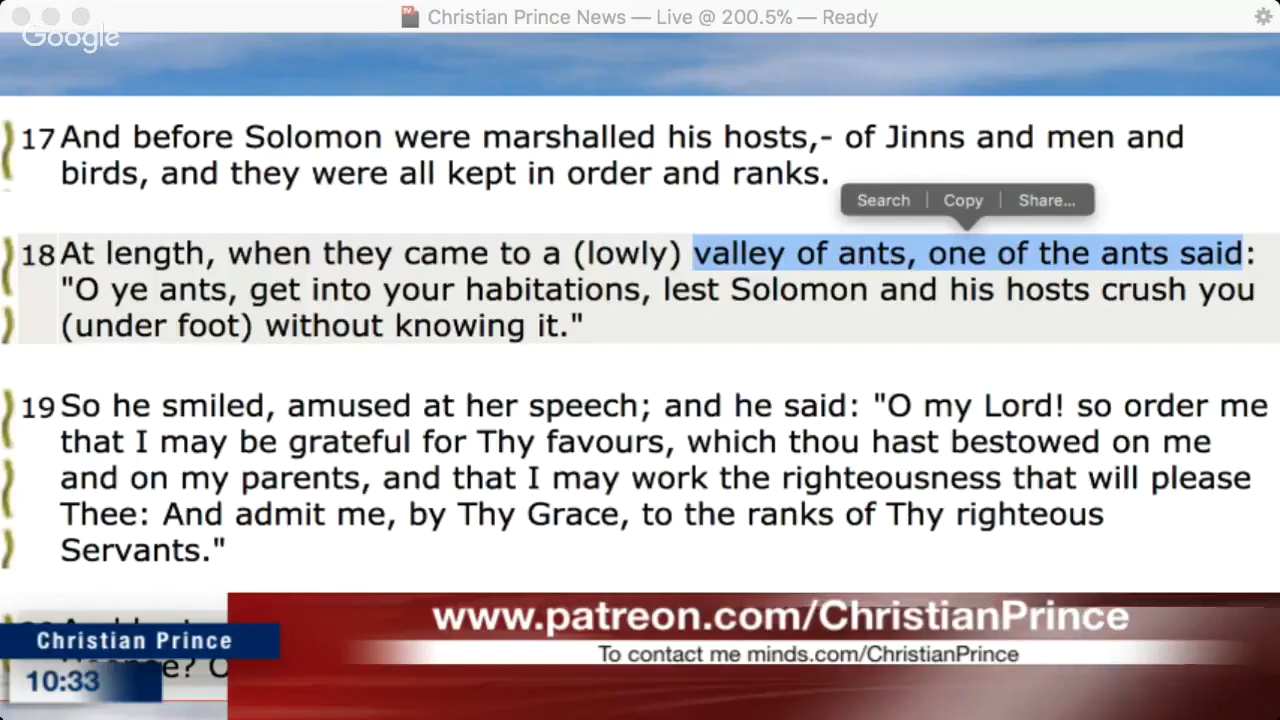 Christian Prince News — Live @ 200.5% — Ready
Google
17 And before Solomon were marshalled his hosts,- of Jinns and men and
birds, and they were all kept in order and ranks.
Search Copy Share...
18 At length, when they came to a (lowly) valley of ants, one of the ants said:
"O ye ants, get into your habitations, lest Solomon and his hosts crush you
(under foot) without knowing it."
19 So he smiled, amused at her speech; and he said: "O my Lord! so order me
that I may be grateful for Thy favours, which thou hast bestowed on me
and on my parents, and that I may work the righteousness that will please
Thee: And admit me, by Thy Grace, to the ranks of Thy righteous
Servants."
www.patreon.com/ChristianPrince
Christian Prince
To contact me minds.com/ChristianPrince
10:33